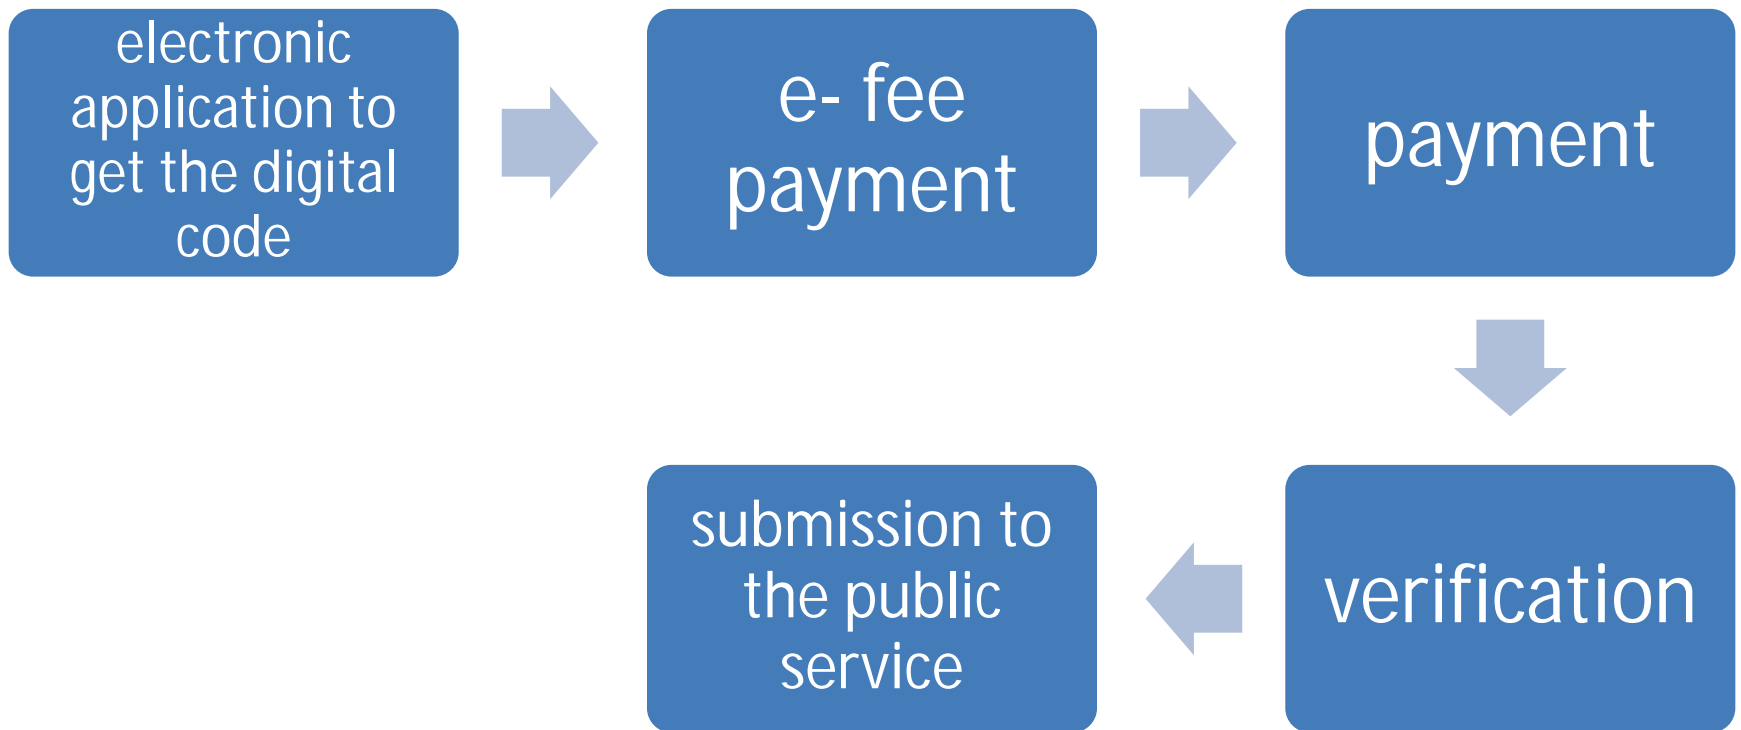 electronic
application to
get the digital
code
e- fee
payment
payment
verification
submission to
the public
service